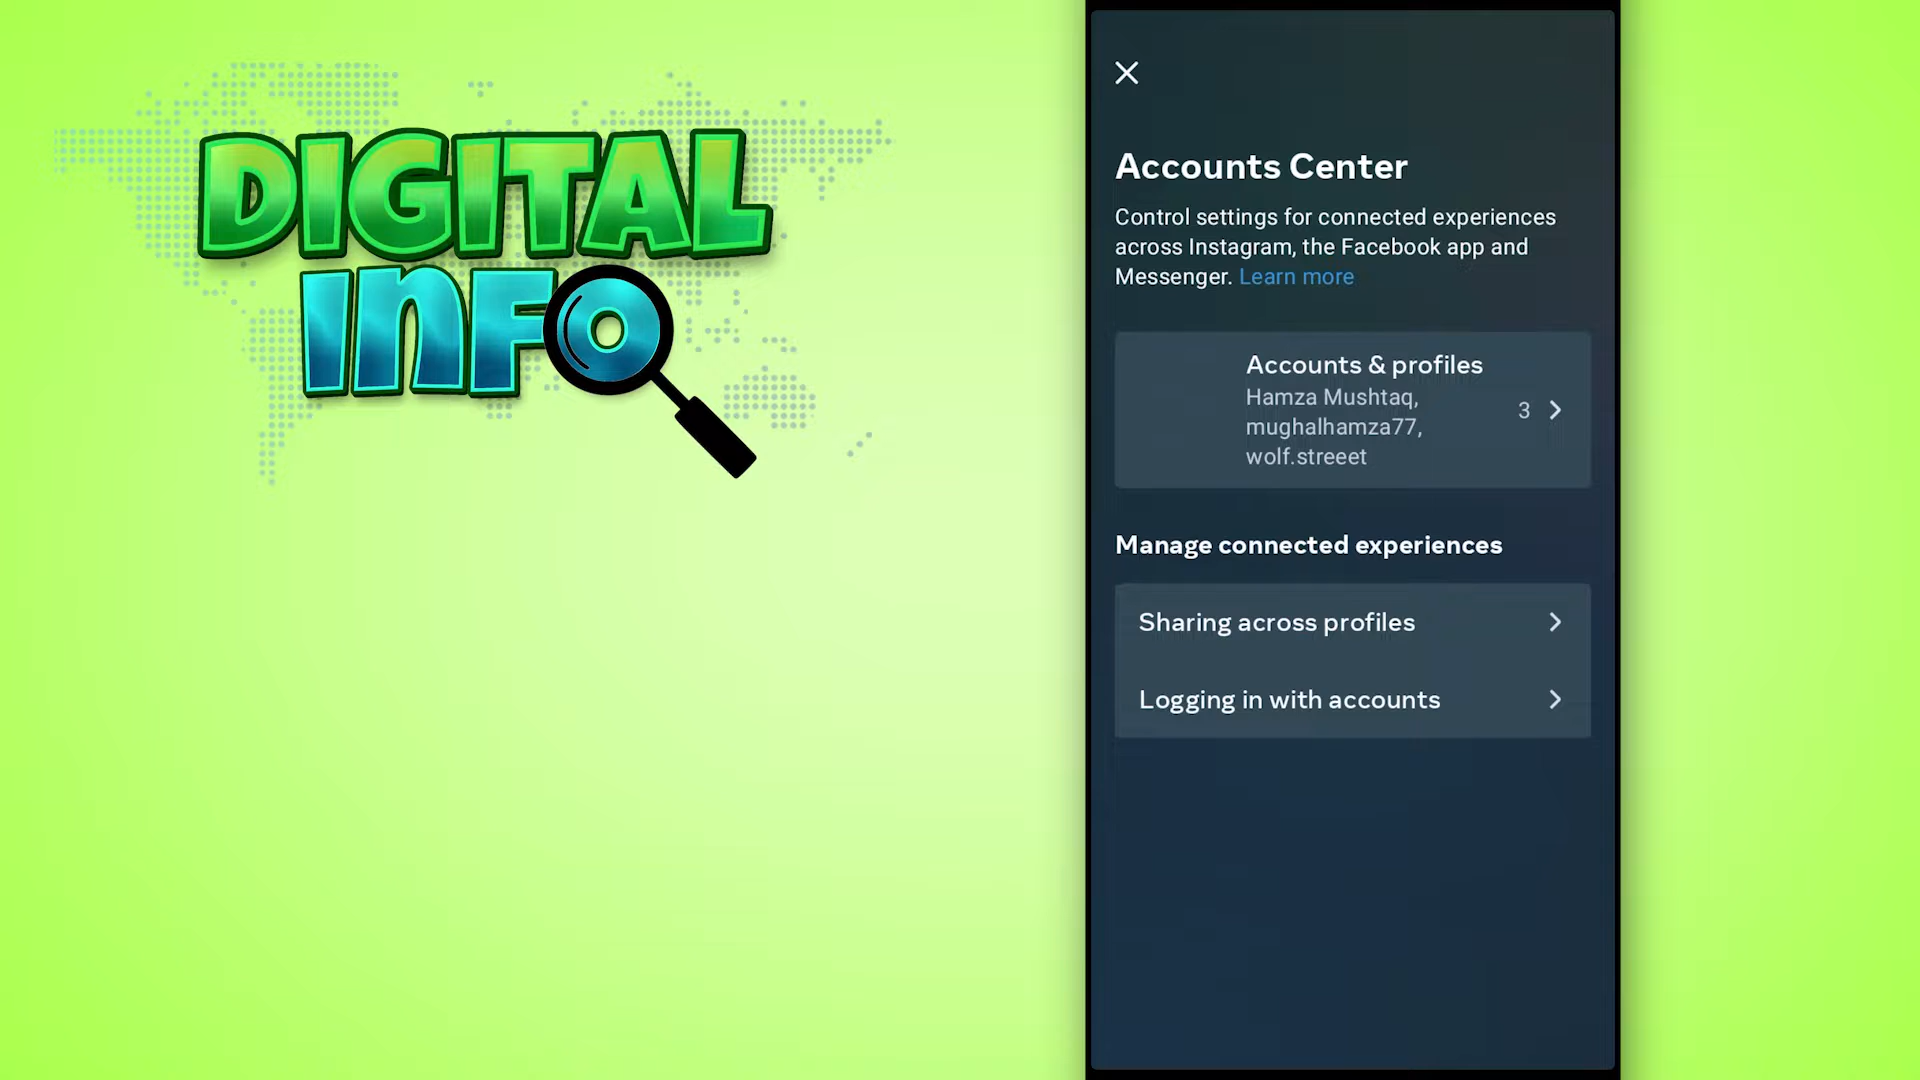 DIGITAL
INFO
Accounts Center
Control settings for connected experiences
across Instagram, the Facebook app and
Messenger. Learn more
Accounts & profiles
Hamza Mushtaq,
mughalhamza77,
wolf.streeet
3
Manage connected experiences
Sharing across profiles
Logging in with accounts